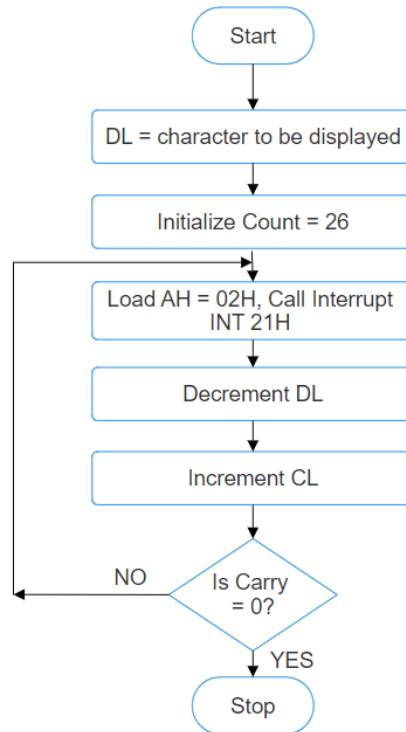 Start
DL = character to be displayed
Initialize Count = 26
Load AH = 02H, Call Interrupt
INT 21H
Decrement DL
Increment CL
Is Carry
= 0?
NO
YES
Stop